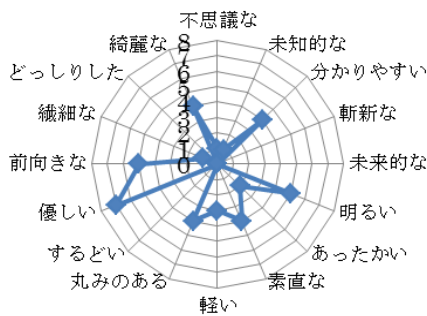 不思議な
未知的な
分かりやすい
斬新な
未来的な
明るい
あったかい
素直な
軽い
丸みのある
するどい
優しい
前向きな
繊細な
どっしりした
綺麗な
8
7
6
5
4
3
2
1
0